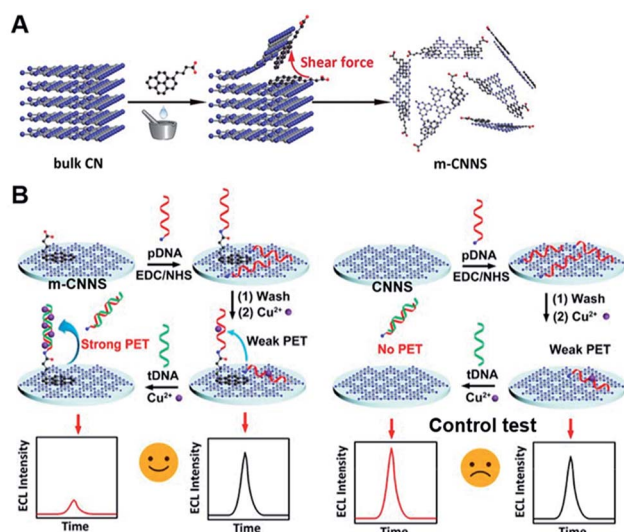 A
Shear force
bulk CN
m-CNNS
B
m-CNNS
pDNA
EDC/NHS
(1) Wash
(2) Cu²⁺
Strong PET
tDNA
Cu²⁺
Weak PET
ECL Intensity
Time
ECL Intensity
Time
CNNS
pDNA
EDC/NHS
(1) Wash
(2) Cu²⁺
No PET
tDNA
Cu²⁺
Weak PET
Control test
ECL Intensity
Time
ECL Intensity
Time